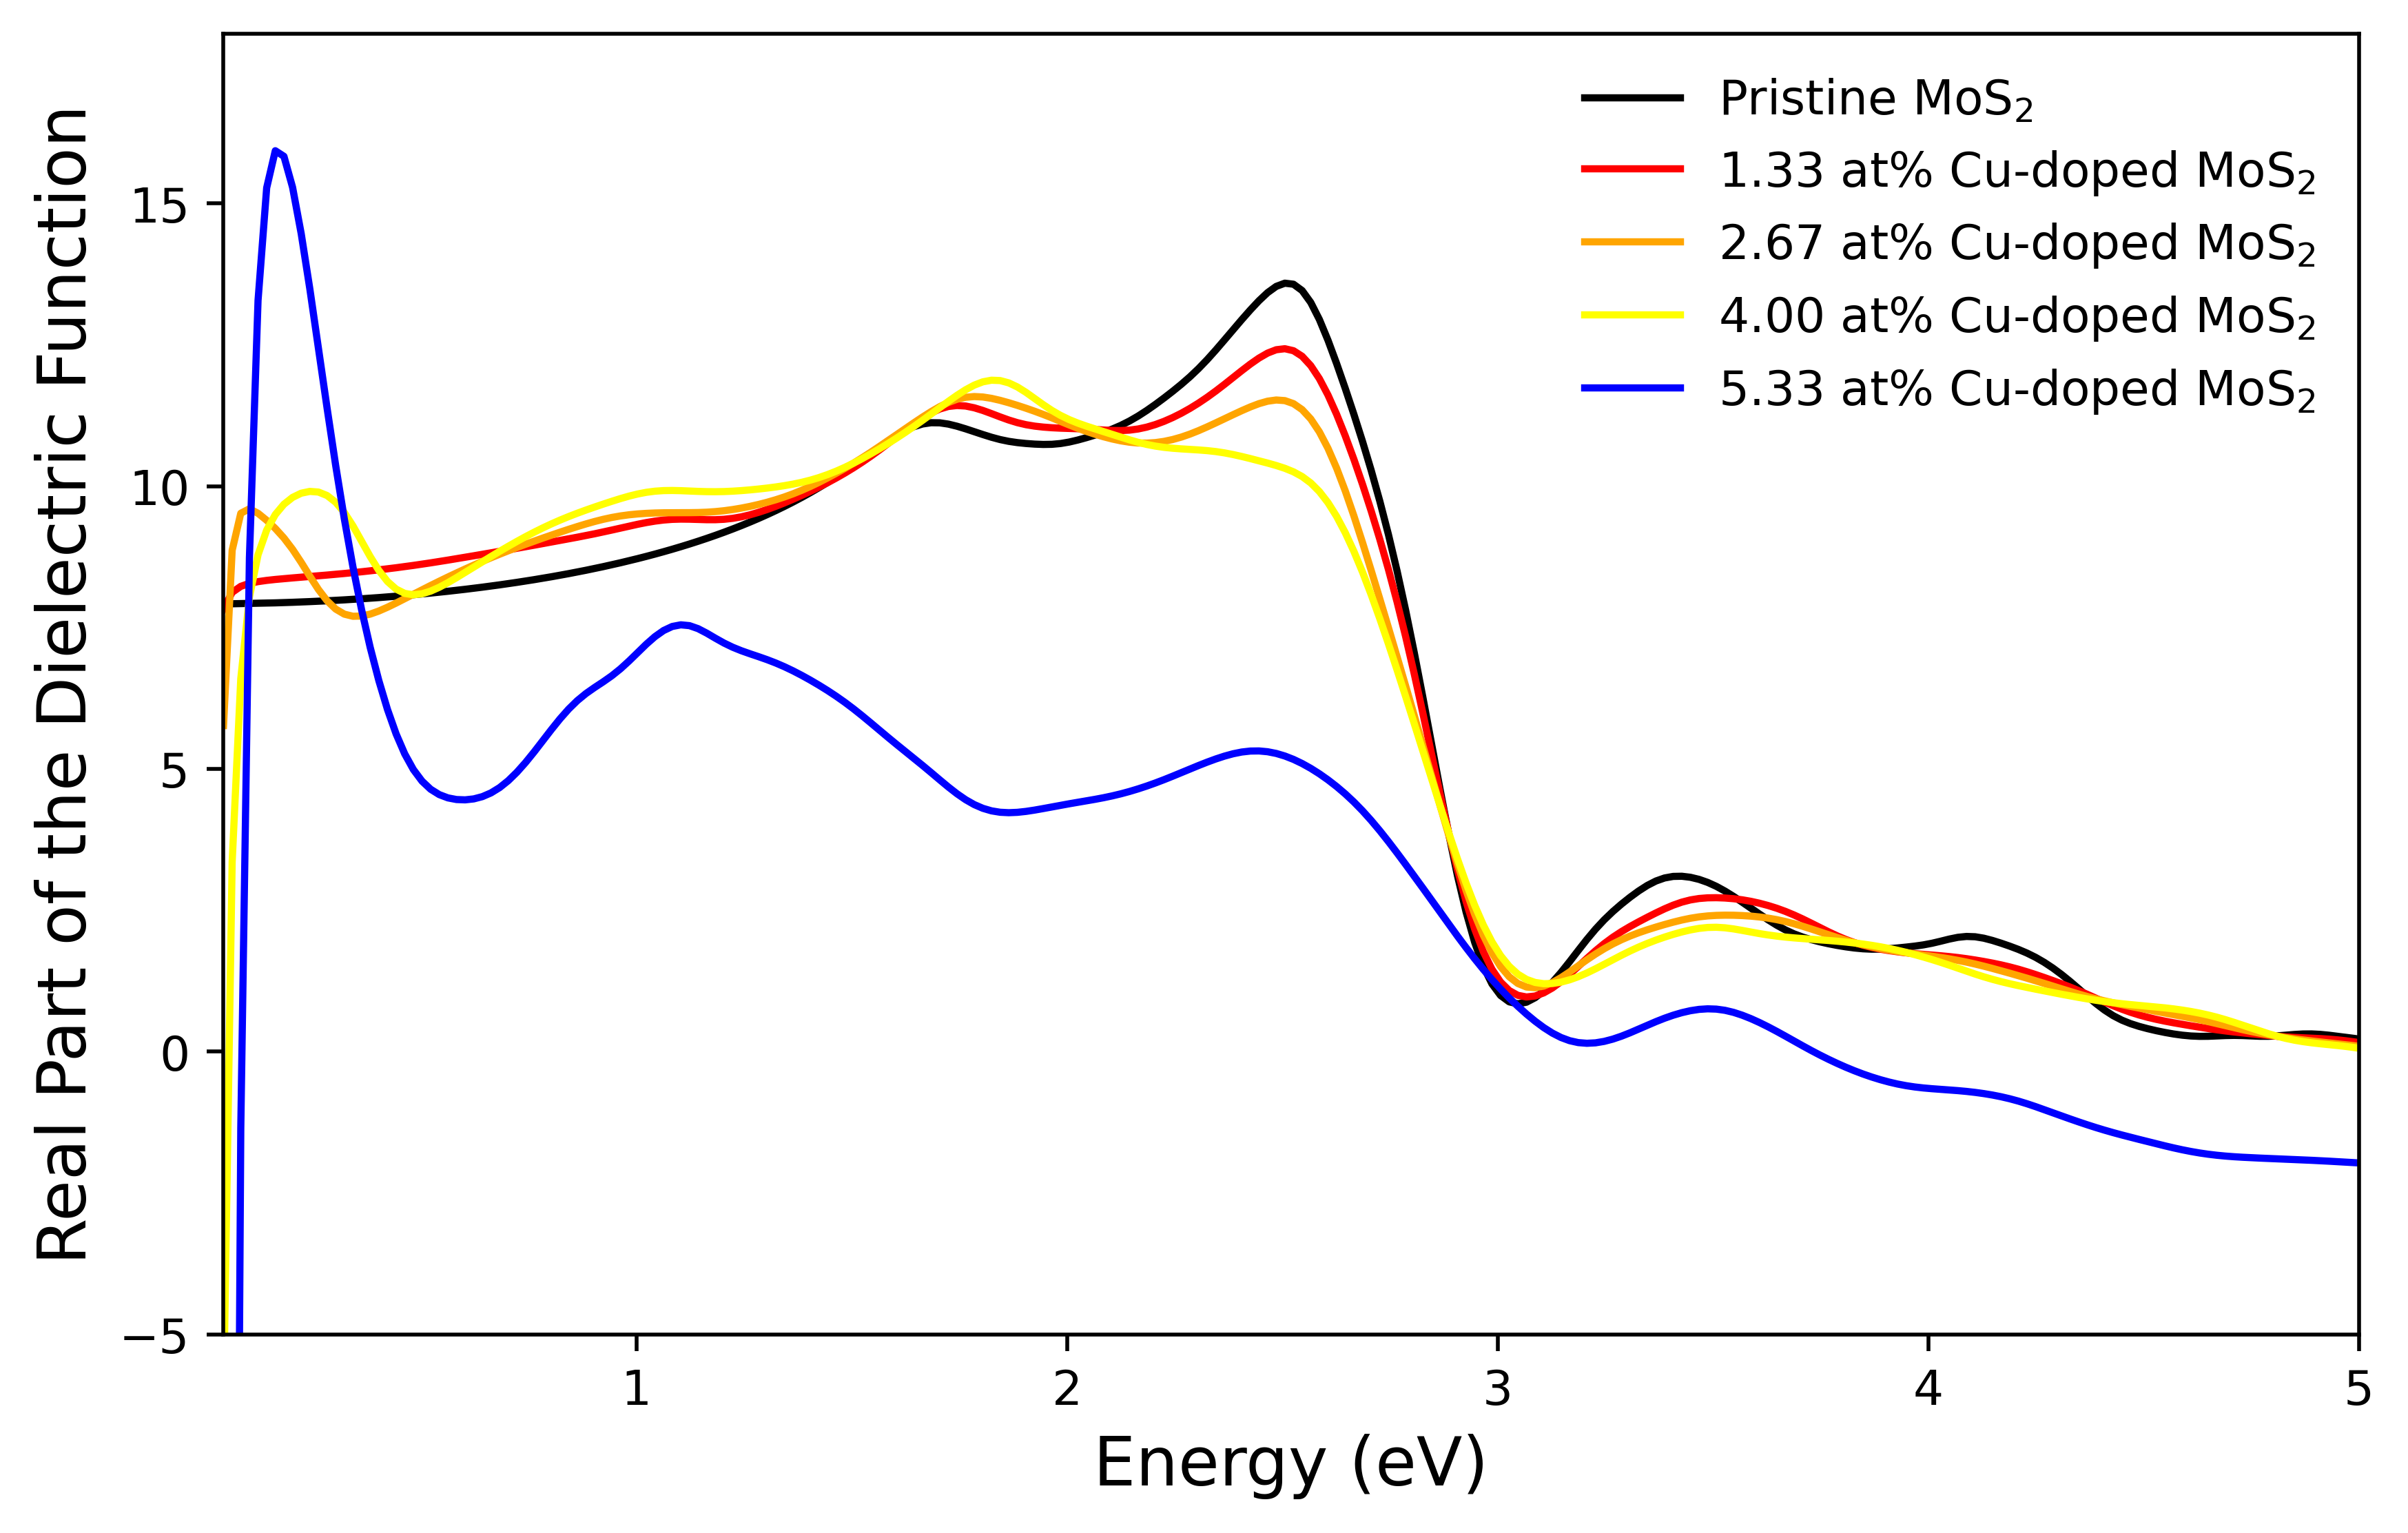 Pristine MoS₂
1.33 at% Cu-doped MoS₂
2.67 at% Cu-doped MoS₂
4.00 at% Cu-doped MoS₂
5.33 at% Cu-doped MoS₂
Real Part of the Dielectric Function
15
10
5
0
−5
1 2 3 4 5
Energy (eV)